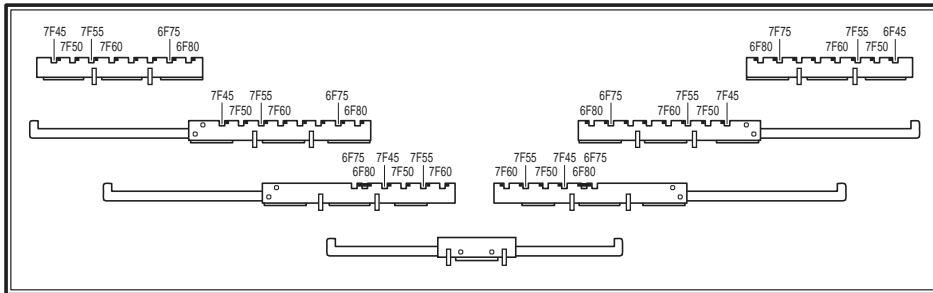 7F45 7F55 6F75
7F50 7F60 6F80
7F75 7F55 6F45
6F80 7F60 7F50
7F45 7F55 6F75
7F50 7F60 6F80
6F75 7F55 7F45
6F80 7F60 7F50
6F75 7F45 7F55
6F80 7F50 7F60
7F55 7F45 6F75
7F60 7F50 6F80